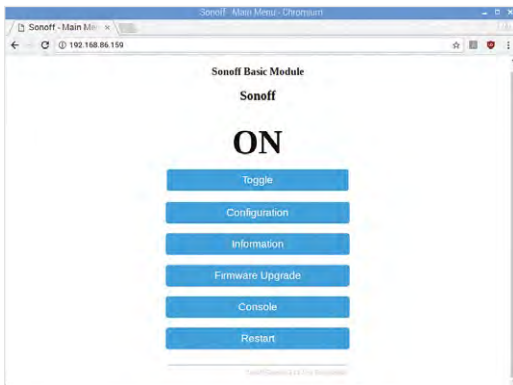 Sonoff - Main Menu - Chromium
Sonoff - Main Me
192.168.86.159
Sonoff Basic Module
Sonoff
ON
Toggle
Configuration
Information
Firmware Upgrade
Console
Restart